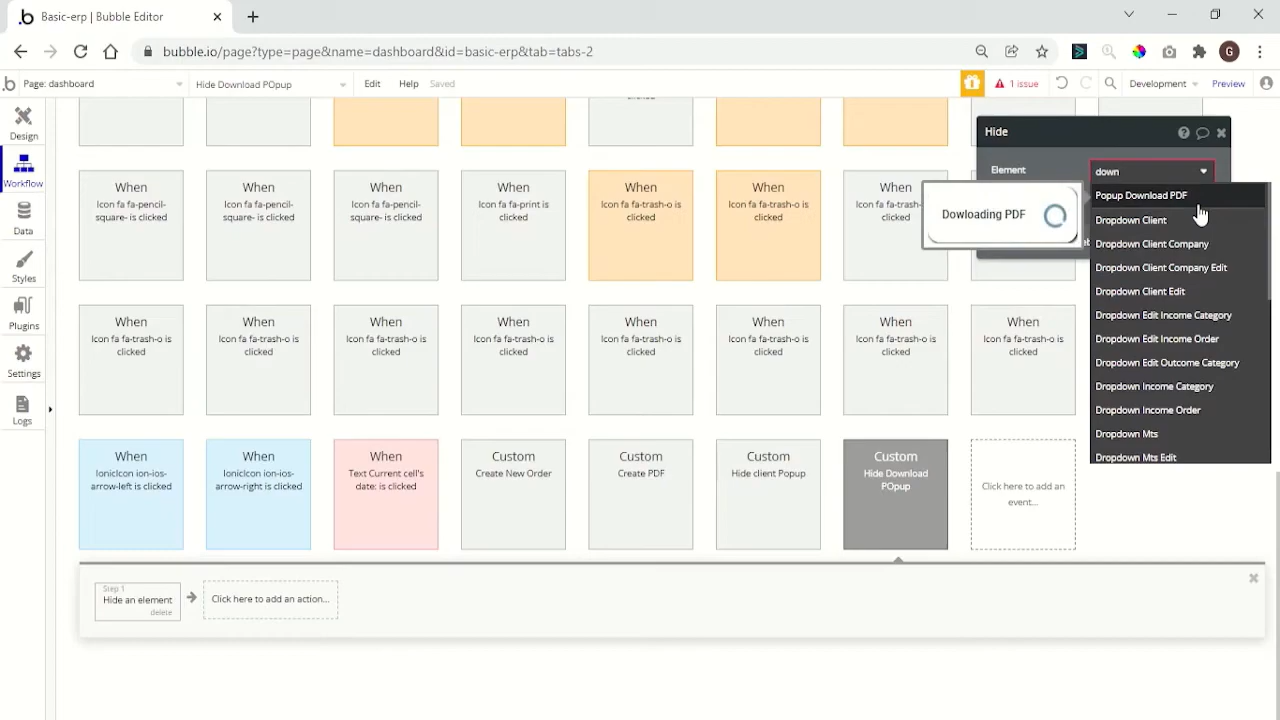 Basic-erp | Bubble Editor
bubble.io/page?type=page&name=dashboard&id=basic-erp&tab=tabs-2
G
Page: dashboard
Hide Download POpup
Edit
Help
Saved
1 issue
Development
Preview
Design
Workflow
Data
Styles
Plugins
Settings
Logs
clicked
Hide
Element
down
Popup Download PDF
Dropdown Client
Dropdown Client Company
Dropdown Client Company Edit
Dropdown Client Edit
Dropdown Edit Income Category
Dropdown Edit Income Order
Dropdown Edit Outcome Category
Dropdown Income Category
Dropdown Income Order
Dropdown Mts
Dropdown Mts Edit
Dowloading PDF
When
Icon fa fa-pencil-
square- is clicked
When
Icon fa fa-pencil-
square- is clicked
When
Icon fa fa-pencil-
square- is clicked
When
Icon fa fa-print is
clicked
When
Icon fa fa-trash-o is
clicked
When
Icon fa fa-trash-o is
clicked
When
Icon fa fa-tras
clicked
When
Icon fa fa-trash-o is
clicked
When
Icon fa fa-trash-o is
clicked
When
Icon fa fa-trash-o is
clicked
When
Icon fa fa-trash-o is
clicked
When
Icon fa fa-trash-o is
clicked
When
Icon fa fa-trash-o is
clicked
When
Icon fa fa-trash-o is
clicked
When
Icon fa fa-trash-o is
clicked
When
IonicIcon ion-ios-
arrow-left is clicked
When
IonicIcon ion-ios-
arrow-right is clicked
When
Text Current cell's
date: is clicked
Custom
Create New Order
Custom
Create PDF
Custom
Hide client Popup
Custom
Hide Download
POpup
Click here to add an
event...
Step 1
Hide an element
delete
Click here to add an action...